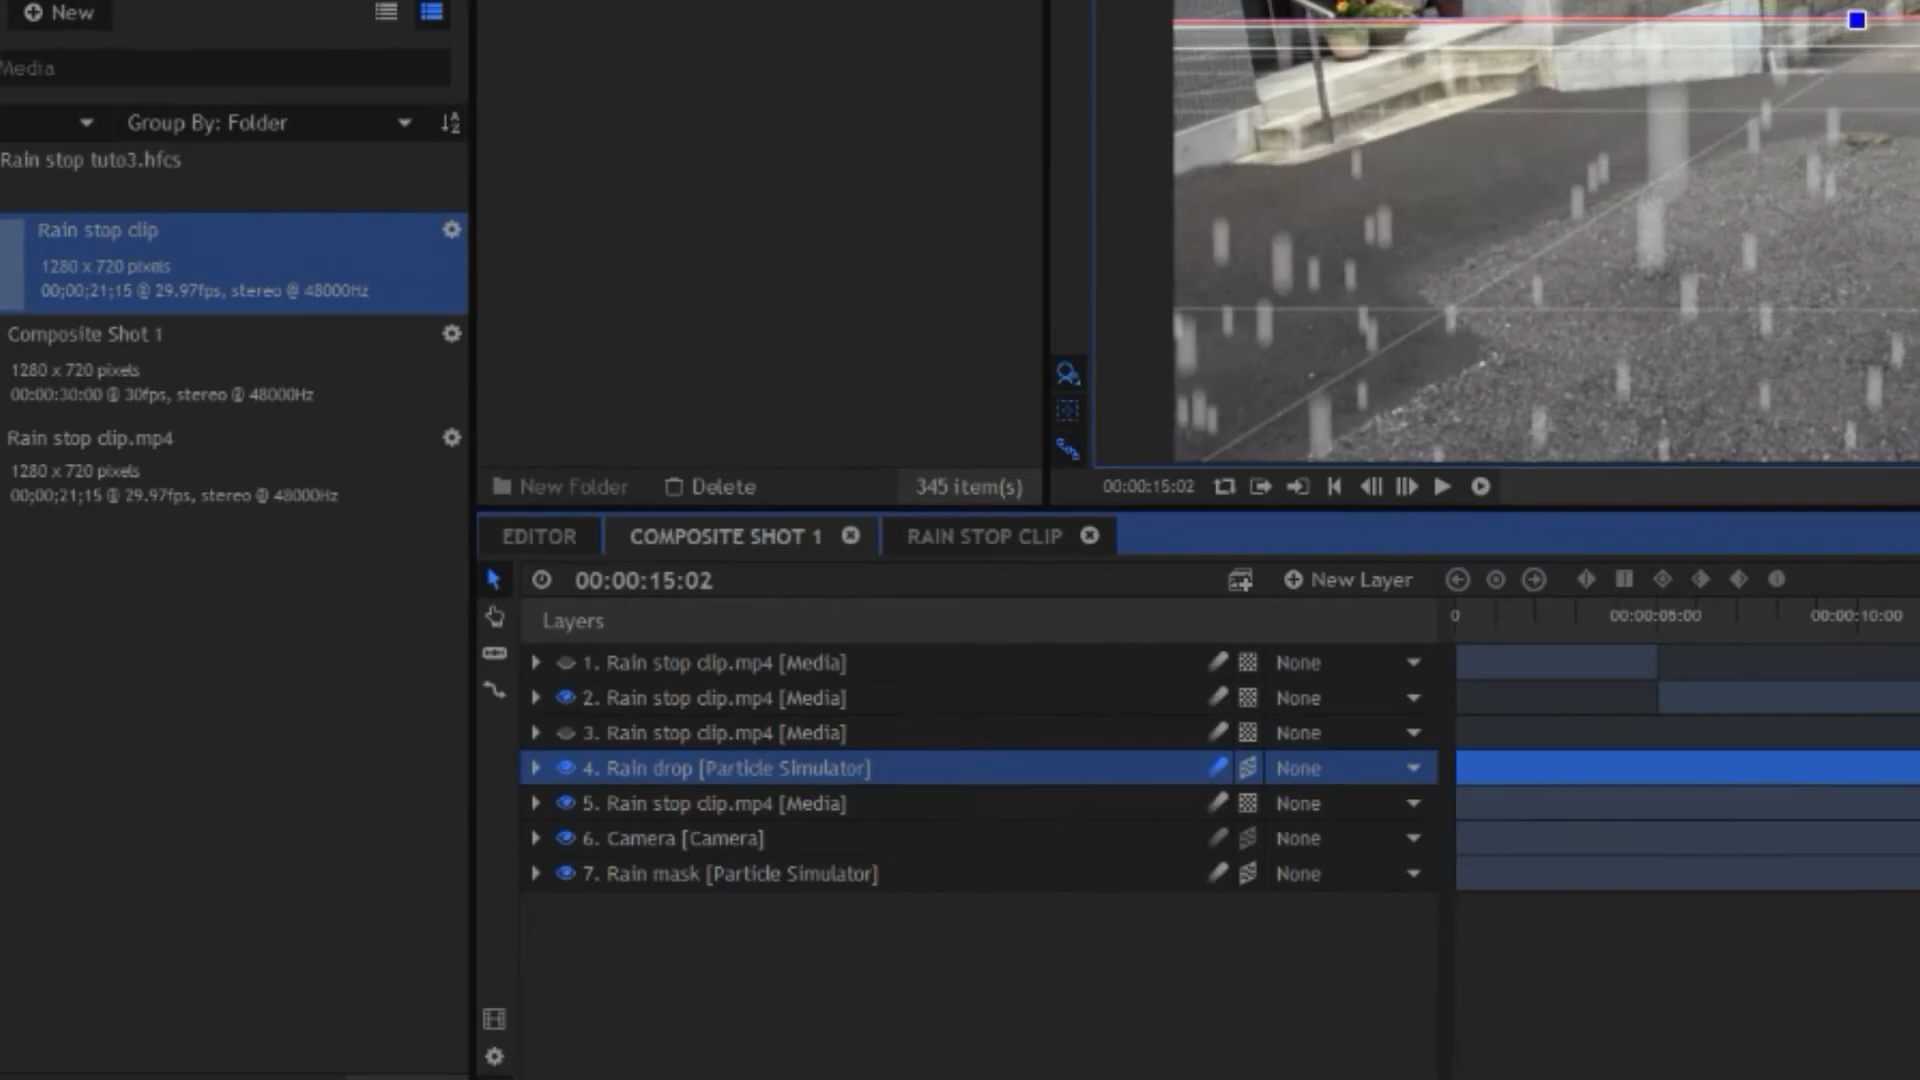 New
Media
Group By: Folder
Rain stop tuto3.hfcs
Rain stop clip
1280 x 720 pixels
00;00;21;15 @ 29.97fps, stereo @ 48000Hz
Composite Shot 1
1280 x 720 pixels
00:00:30:00 @ 30fps, stereo @ 48000Hz
Rain stop clip.mp4
1280 x 720 pixels
00;00;21;15 @ 29.97fps, stereo @ 48000Hz
New Folder Delete 345 item(s)
00:00:15:02
EDITOR COMPOSITE SHOT 1 RAIN STOP CLIP
00:00:15:02 New Layer
Layers 0 00:00:05:00 00:00:10:00
1. Rain stop clip.mp4 [Media] None
2. Rain stop clip.mp4 [Media] None
3. Rain stop clip.mp4 [Media] None
4. Rain drop [Particle Simulator] None
5. Rain stop clip.mp4 [Media] None
6. Camera [Camera] None
7. Rain mask [Particle Simulator] None